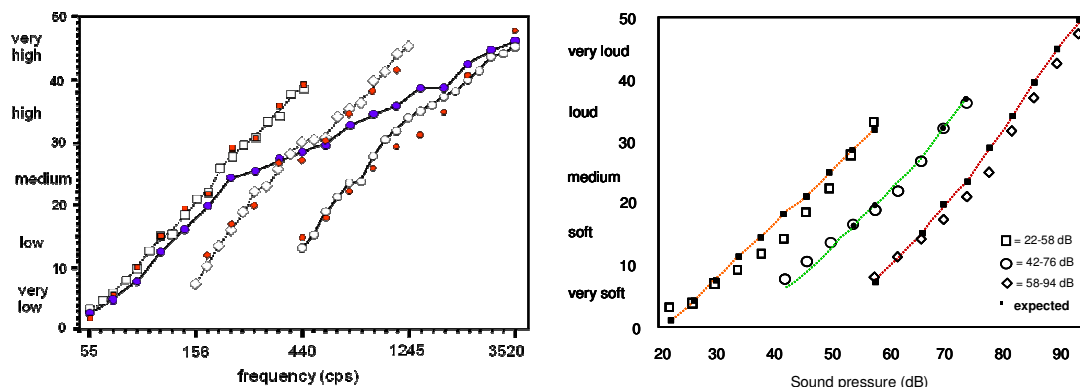 50
very
high
40
high
30
medium
20
low
10
very
low
0
55
156
440
1245
3520
frequency (cps)
50
very loud
40
loud
30
medium
20
soft
10
very soft
0
□ = 22-58 dB
○ = 42-76 dB
◇ = 58-94 dB
▪ expected
20
30
40
50
60
70
80
90
Sound pressure (dB)